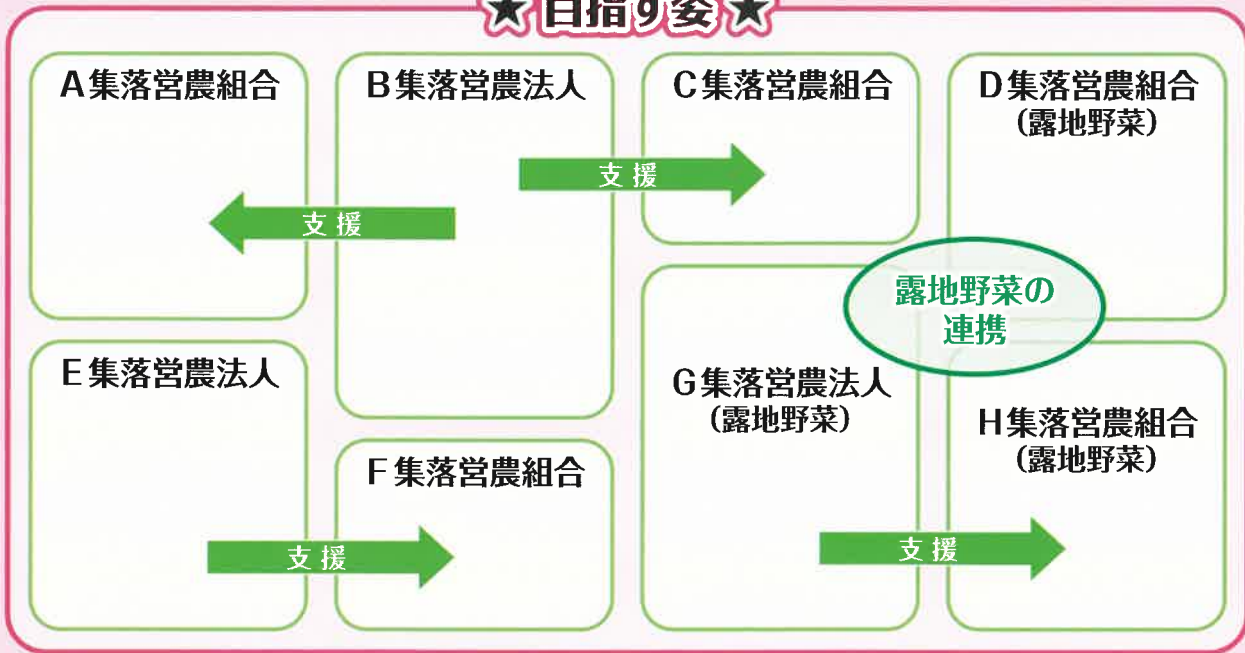 ★ 目指す姿 ★
A集落営農組合
B集落営農法人
C集落営農組合
D集落営農組合
（露地野菜）
支援
支援
露地野菜の
連携
E集落営農法人
F集落営農組合
G集落営農法人
（露地野菜）
H集落営農組合
（露地野菜）
支援
支援